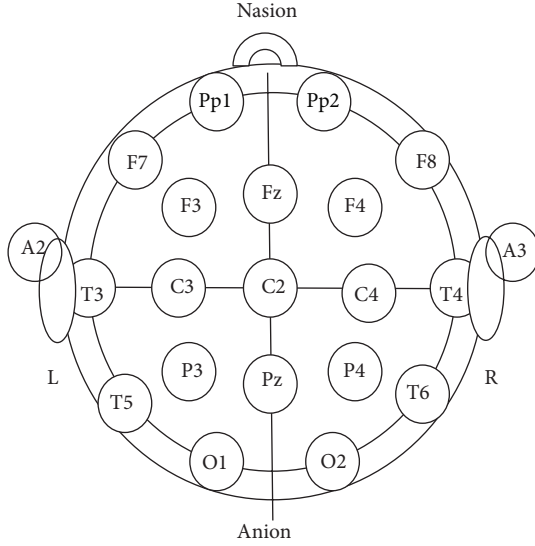 Nasion
Pp1 Pp2
F7 F8
F3 Fz F4
A2 A3
T3 C3 C2 C4 T4
L P3 Pz P4 R
T5 T6
O1 O2
Anion